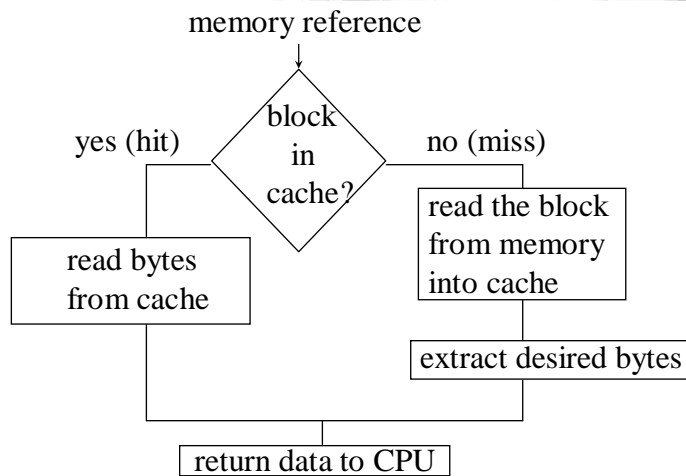 memory reference
block
in
cache?
yes (hit)
no (miss)
read bytes
from cache
read the block
from memory
into cache
extract desired bytes
return data to CPU